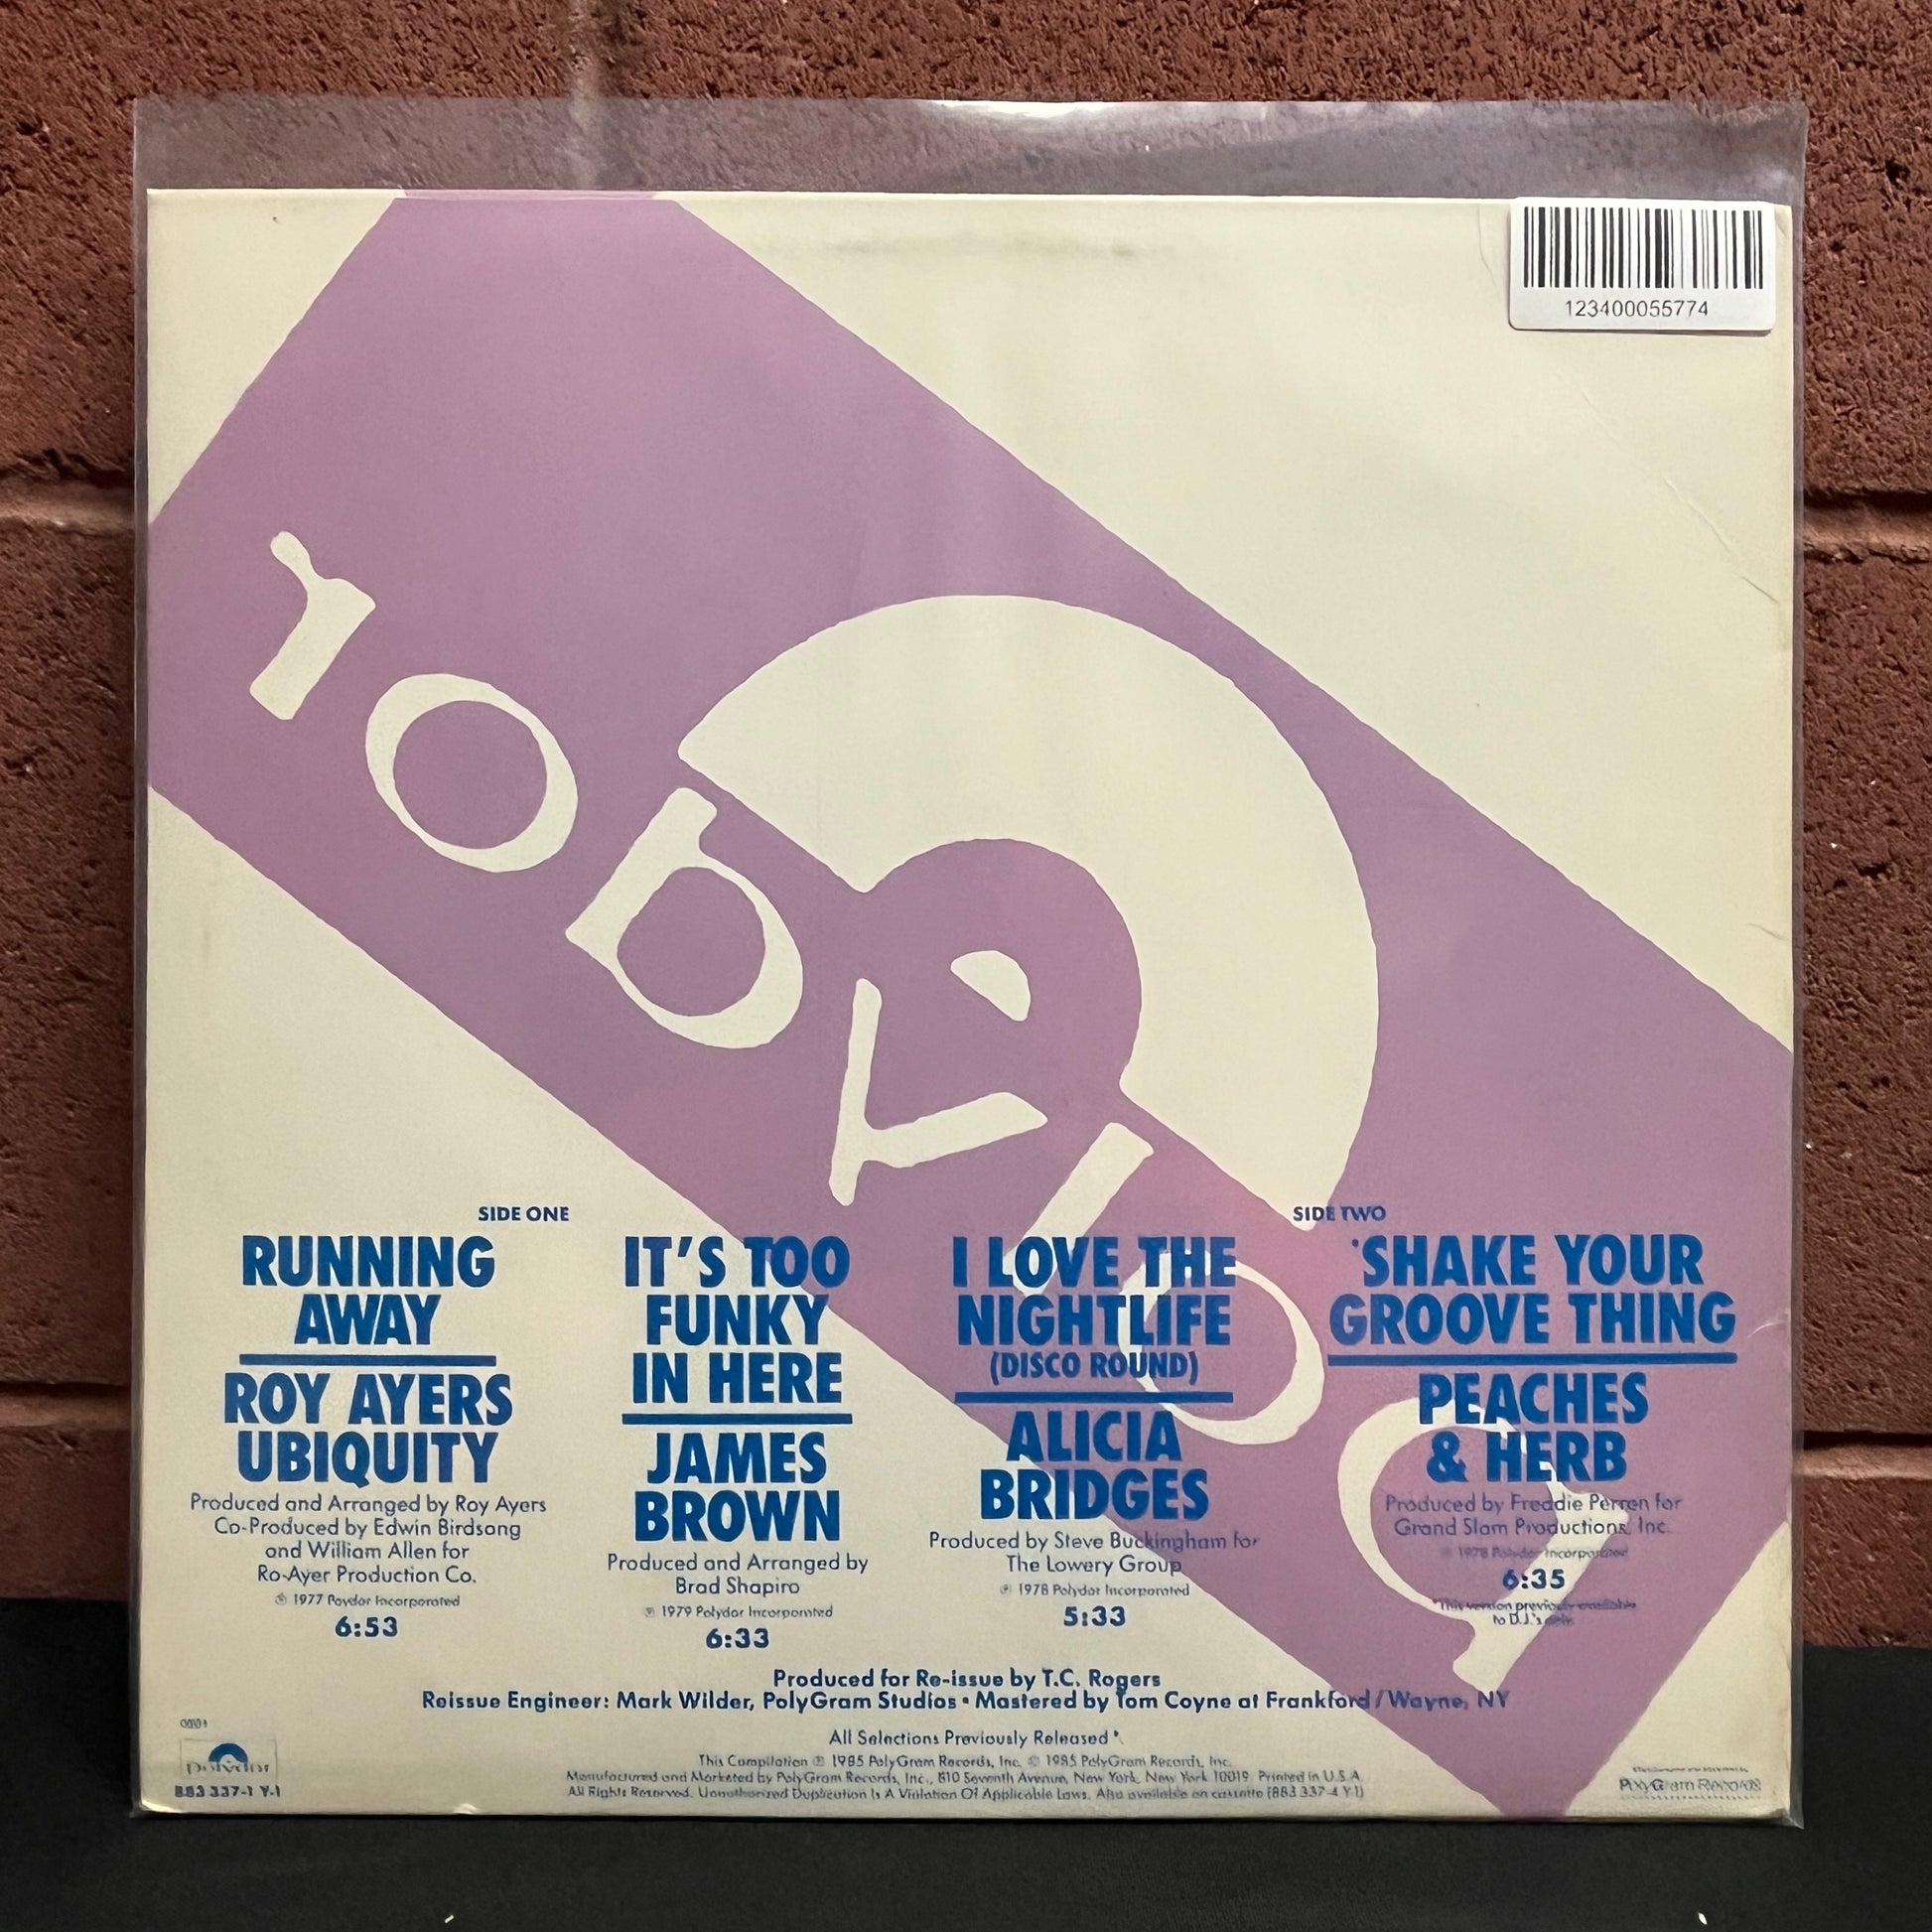 123400055774
rodyloq
SIDE ONE
RUNNING
AWAY
ROY AYERS
UBIQUITY
Produced and Arranged by Roy Ayers
Co-Produced by Edwin Birdsong
and William Allen for
Ro-Ayer Production Co.
℗ 1977 Incorporated
6:53
IT'S TOO
FUNKY
IN HERE
JAMES
BROWN
Produced and Arranged by
Brad Shapiro
℗ 1979 Polydor Incorporated
6:33
SIDE TWO
I LOVE THE
NIGHTLIFE
(DISCO ROUND)
ALICIA
BRIDGES
Produced by Steve Buckingham for
The Lowery Group
℗ 1978 Polydor Incorporated
5:33
*SHAKE YOUR
GROOVE THING
PEACHES
& HERB
Produced by Freddie Perren for
Grand Slam Productions, Inc.
1978 Polydor Incorporated
6:35
*This version previously available
to D.J.'s only.
Produced for Re-issue by T.C. Rogers
Reissue Engineer: Mark Wilder, PolyGram Studios • Mastered by Tom Coyne at Frankford/Wayne, NY
All Selections Previously Released *.
This Compilation ℗ 1985 PolyGram Records, Inc. © 1985 PolyGram Records, Inc.
Manufactured and Marketed by PolyGram Records, Inc., 810 Seventh Avenue, New York, New York 10019. Printed in U.S.A.
All Rights Reserved. Unauthorized Duplication Is A Violation Of Applicable Laws. Also available on cassette (883 337-4 Y-1)
polydor
883 337-1 Y-1
PolyGram Records